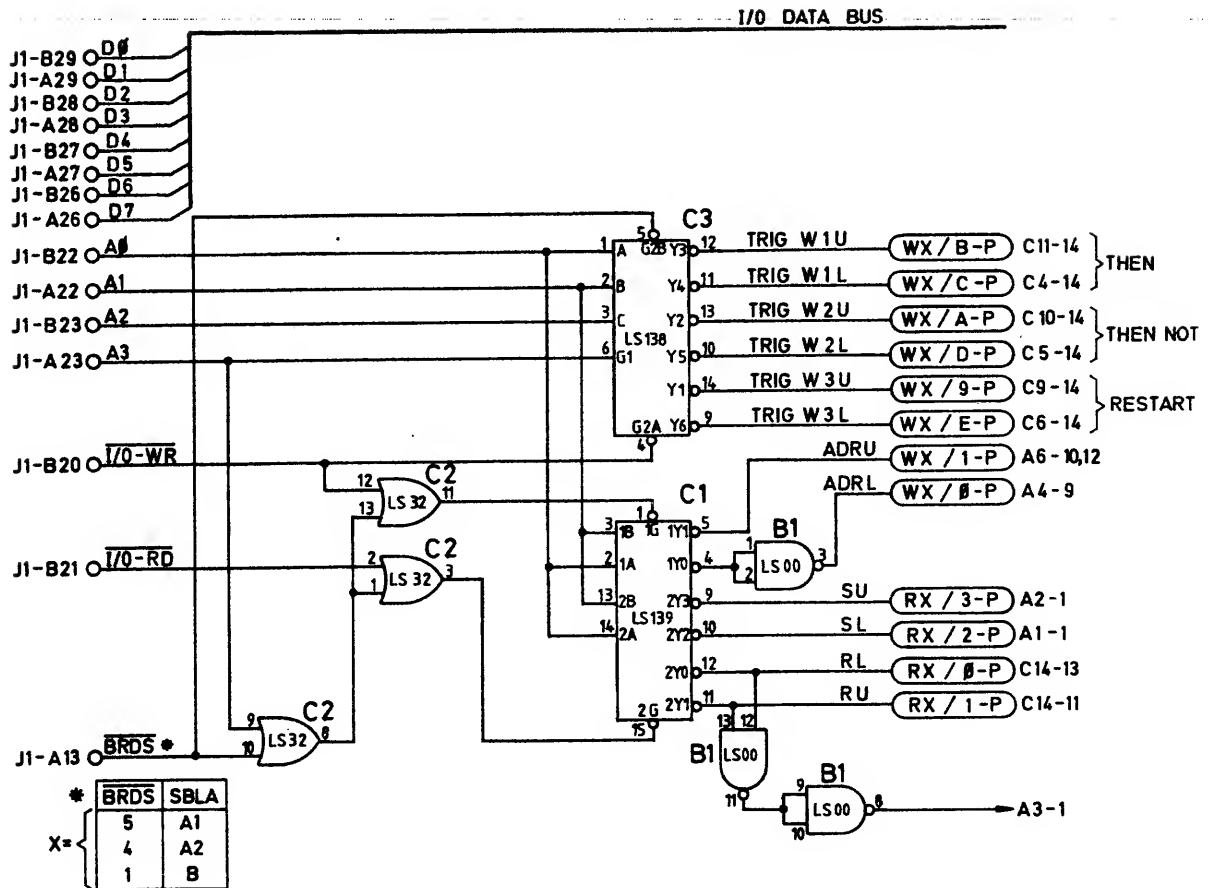 I/O DATA BUS
J1-B29 DØ
J1-A29 D1
J1-B28 D2
J1-A28 D3
J1-B27 D4
J1-A27 D5
J1-B26 D6
J1-A26 D7
J1-B22 AØ
J1-A22 A1
J1-B23 A2
J1-A23 A3
C3
5 G2B
1 A
2 B
3 C
6 G1
LS138
G2A
4
Y3 12 TRIG W1U WX/B-P C11-14
Y4 11 TRIG W1L WX/C-P C4-14
THEN
Y2 13 TRIG W2U WX/A-P C10-14
Y5 10 TRIG W2L WX/D-P C5-14
THEN NOT
Y1 14 TRIG W3U WX/9-P C9-14
Y6 9 TRIG W3L WX/E-P C6-14
RESTART
J1-B20 I/O-WR
12
13
LS32
C2
11
J1-B21 I/O-RD
2
1
LS32
C2
3
C1
1
1G
3 1B
2 1A
13 2B
14 2A
LS139
2G
15
1Y1 5 ADRU WX/1-P A6-10,12
1Y0 4
B1
1
2
LS00
3
ADRL WX/Ø-P A4-9
2Y3 9 SU RX/3-P A2-1
2Y2 10 SL RX/2-P A1-1
2Y0 12 RL RX/Ø-P C14-13
2Y1 11 RU RX/1-P C14-11
J1-A13 BRDS *
9
10
LS32
C2
8
13 12
B1 LS00
11
B1
9
10
LS00
8
A3-1
* BRDS SBLA
X=
5 A1
4 A2
1 B